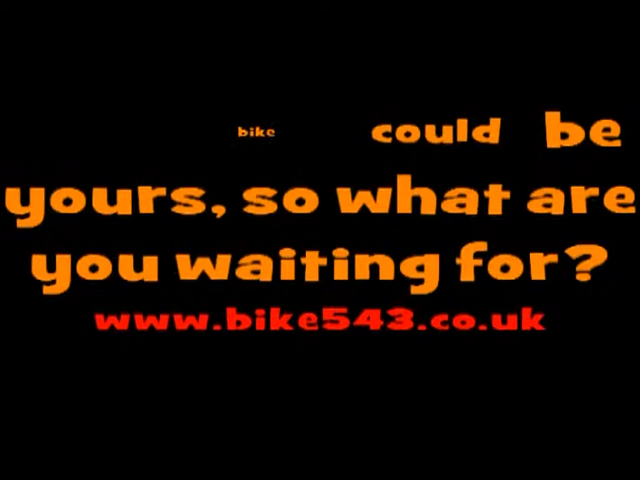 bike could be
yours, so what are
you waiting for?
www.bike543.co.uk